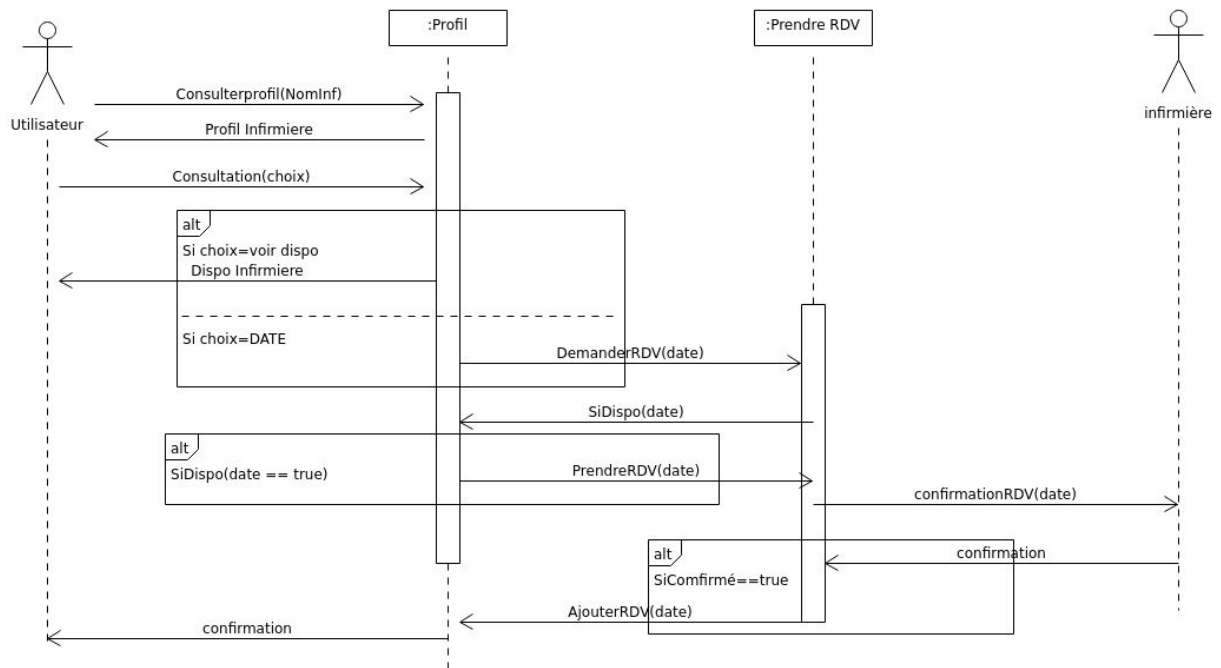 :Profil
:Prendre RDV
Utilisateur
infirmière
Consulterprofil(NomInf)
Profil Infirmiere
Consultation(choix)
alt
Si choix=voir dispo
Dispo Infirmiere
Si choix=DATE
DemanderRDV(date)
SiDispo(date)
alt
SiDispo(date == true)
PrendreRDV(date)
confirmationRDV(date)
alt
confirmation
SiComfirmé==true
AjouterRDV(date)
confirmation